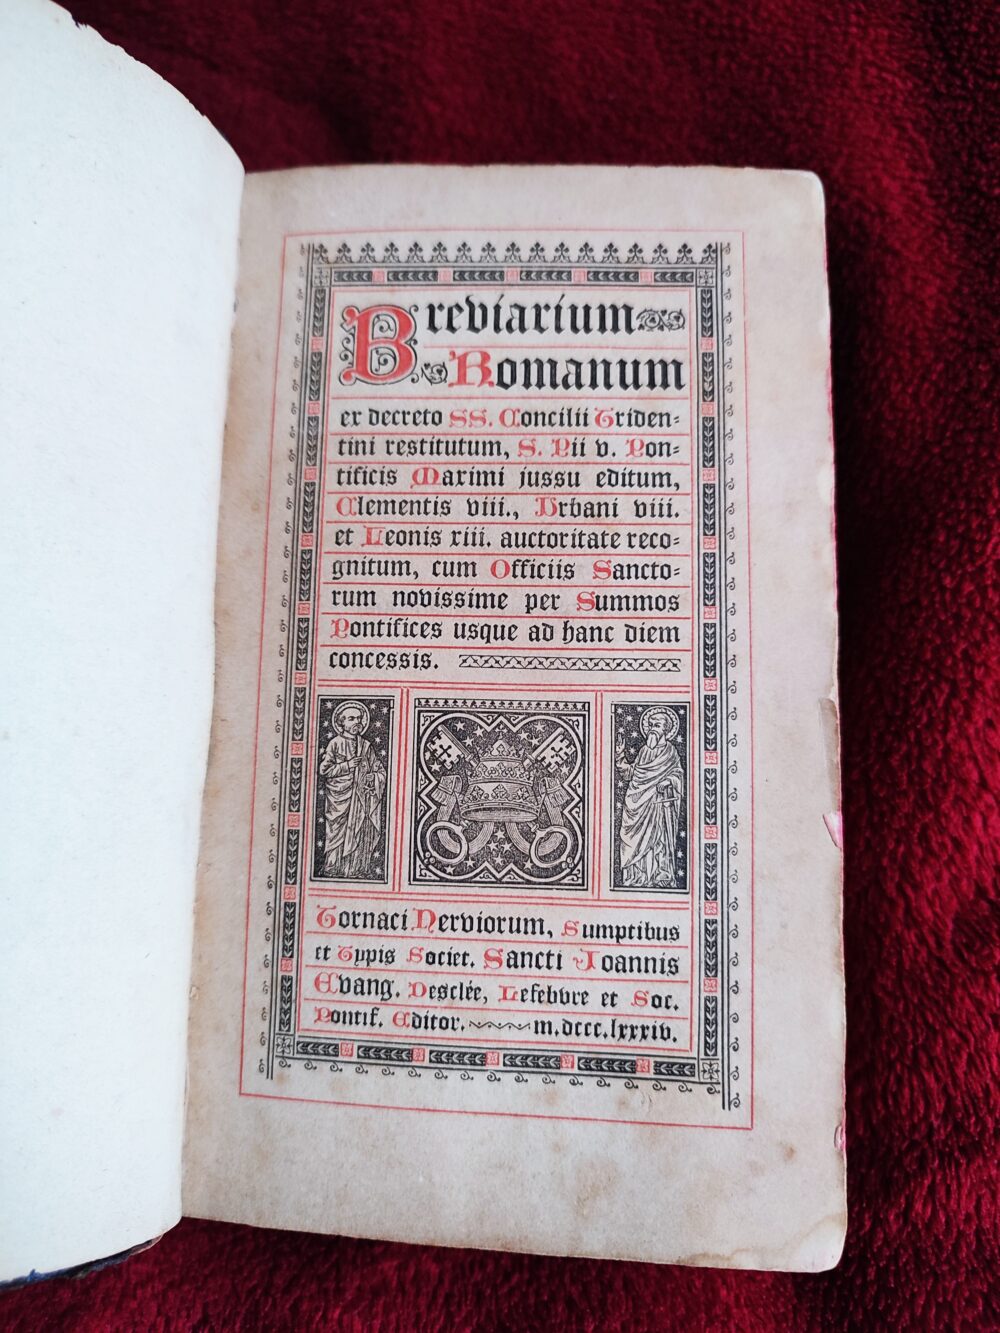 Breviarium
Romanum
ex decreto SS. Concilii Triden-
tini restitutum, S. Pii v. Pon-
tificis Maximi jussu editum,
Clementis viii., Urbani viii.
et Leonis xiii. auctoritate reco-
gnitum, cum Officiis Sancto-
rum novissime per Summos
Pontifices usque ad hanc diem
concessis.
Tornaci Nerviorum, Sumptibus
et Typis Societ. Sancti Joannis
Evang. Desclée, Lefebvre et Soc.
Pontif. Editor. m.dccc.lxxxiv.